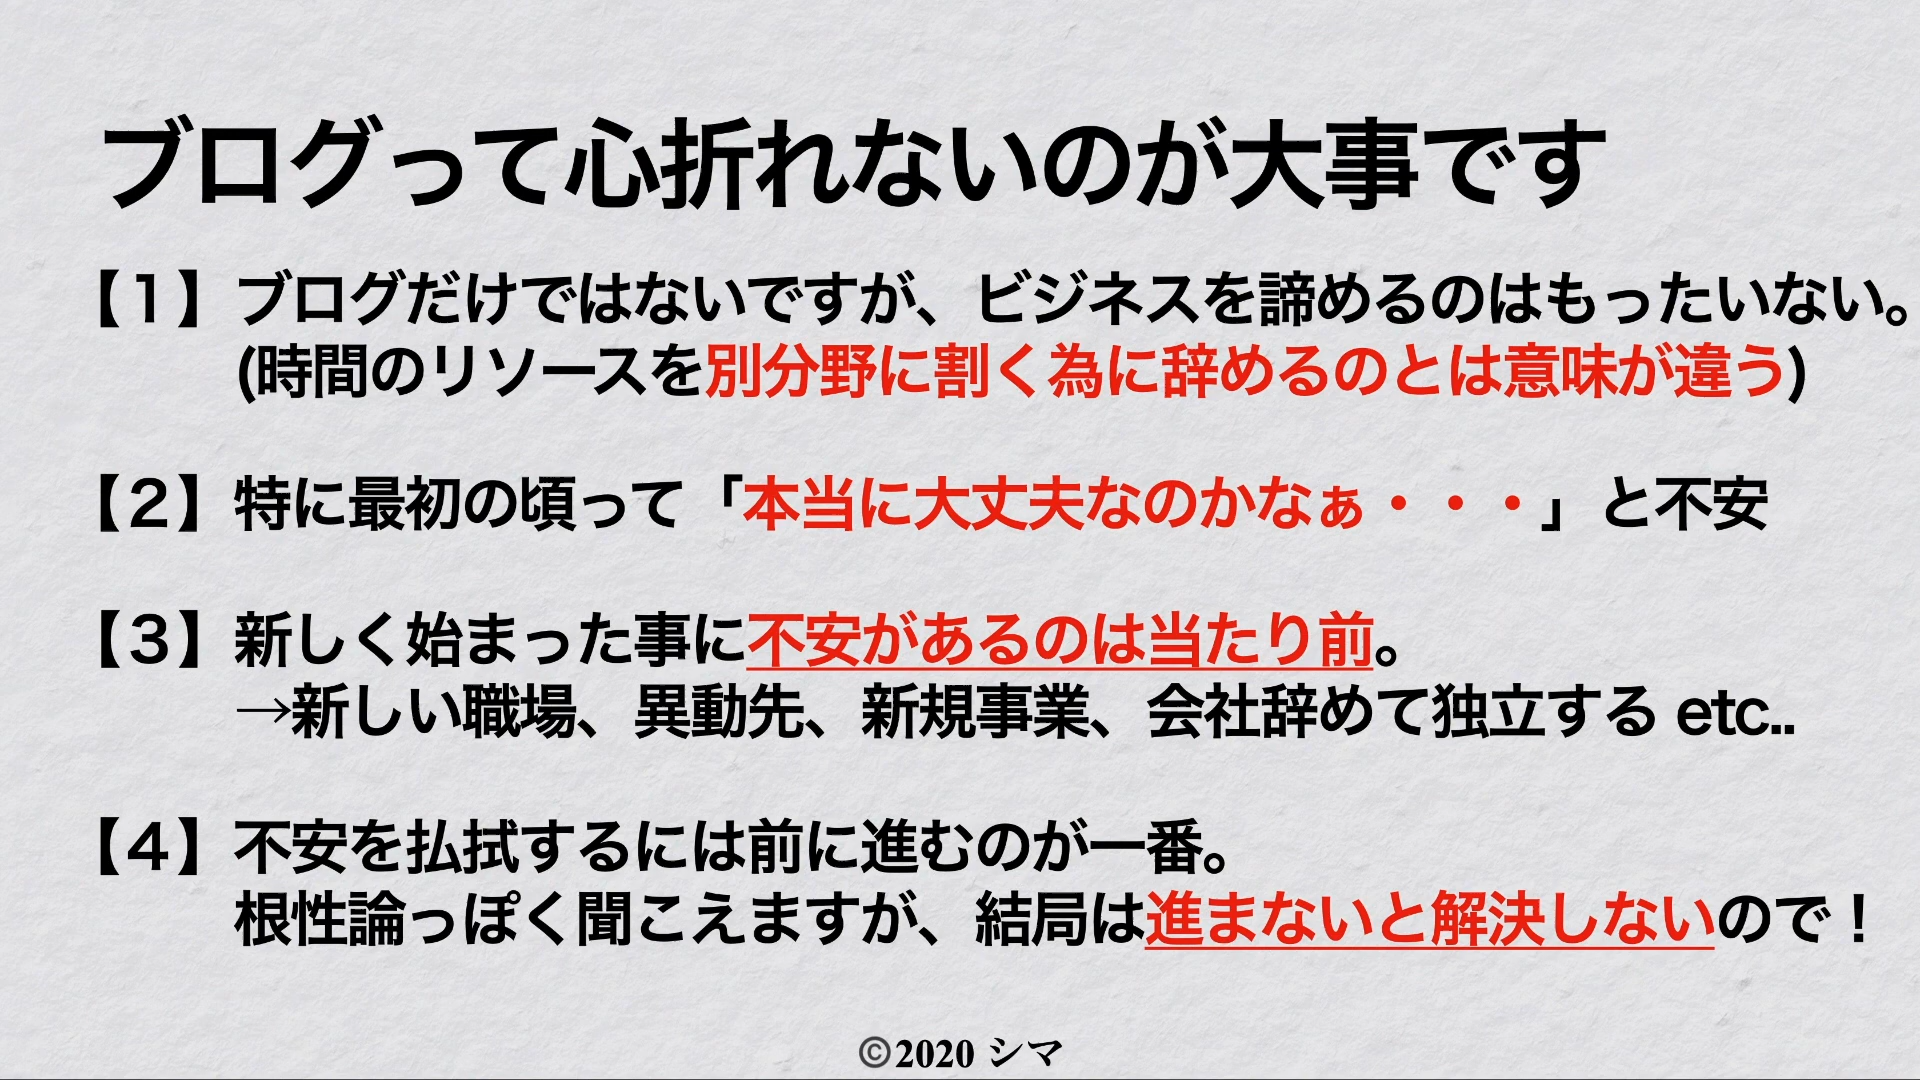 ブログって心折れないのが大事です
【１】ブログだけではないですが、ビジネスを諦めるのはもったいない。
(時間のリソースを別分野に割く為に辞めるのとは意味が違う)
【２】特に最初の頃って「本当に大丈夫なのかなぁ・・・」と不安
【３】新しく始まった事に不安があるのは当たり前。
→新しい職場、異動先、新規事業、会社辞めて独立する etc..
【４】不安を払拭するには前に進むのが一番。
根性論っぽく聞こえますが、結局は進まないと解決しないので！
©2020 シマ